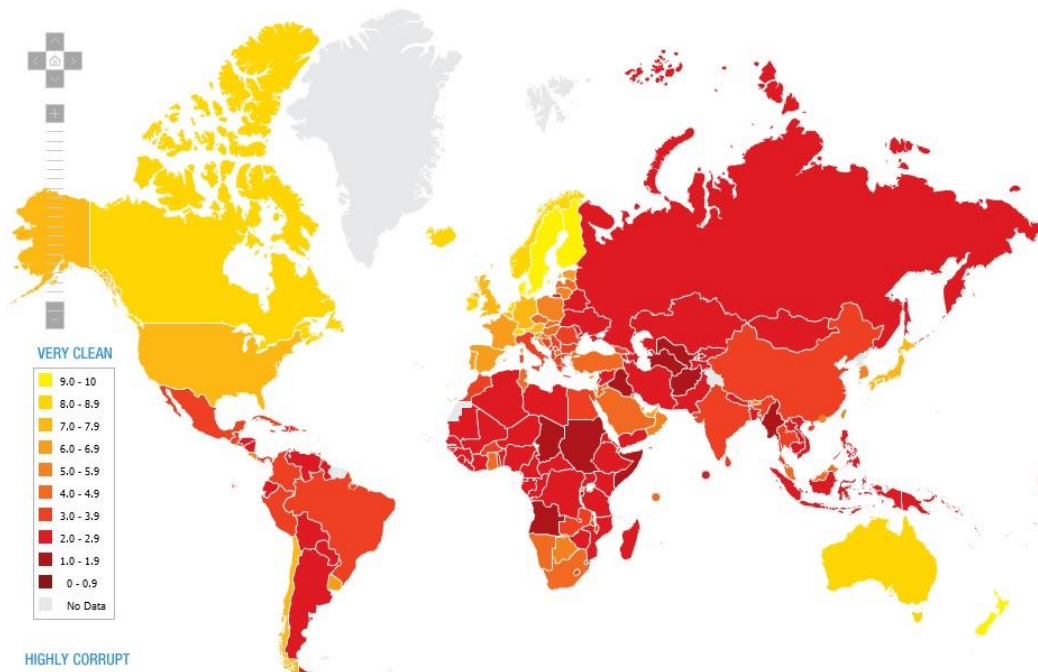 VERY CLEAN
9.0 - 10
8.0 - 8.9
7.0 - 7.9
6.0 - 6.9
5.0 - 5.9
4.0 - 4.9
3.0 - 3.9
2.0 - 2.9
1.0 - 1.9
0 - 0.9
No Data
HIGHLY CORRUPT